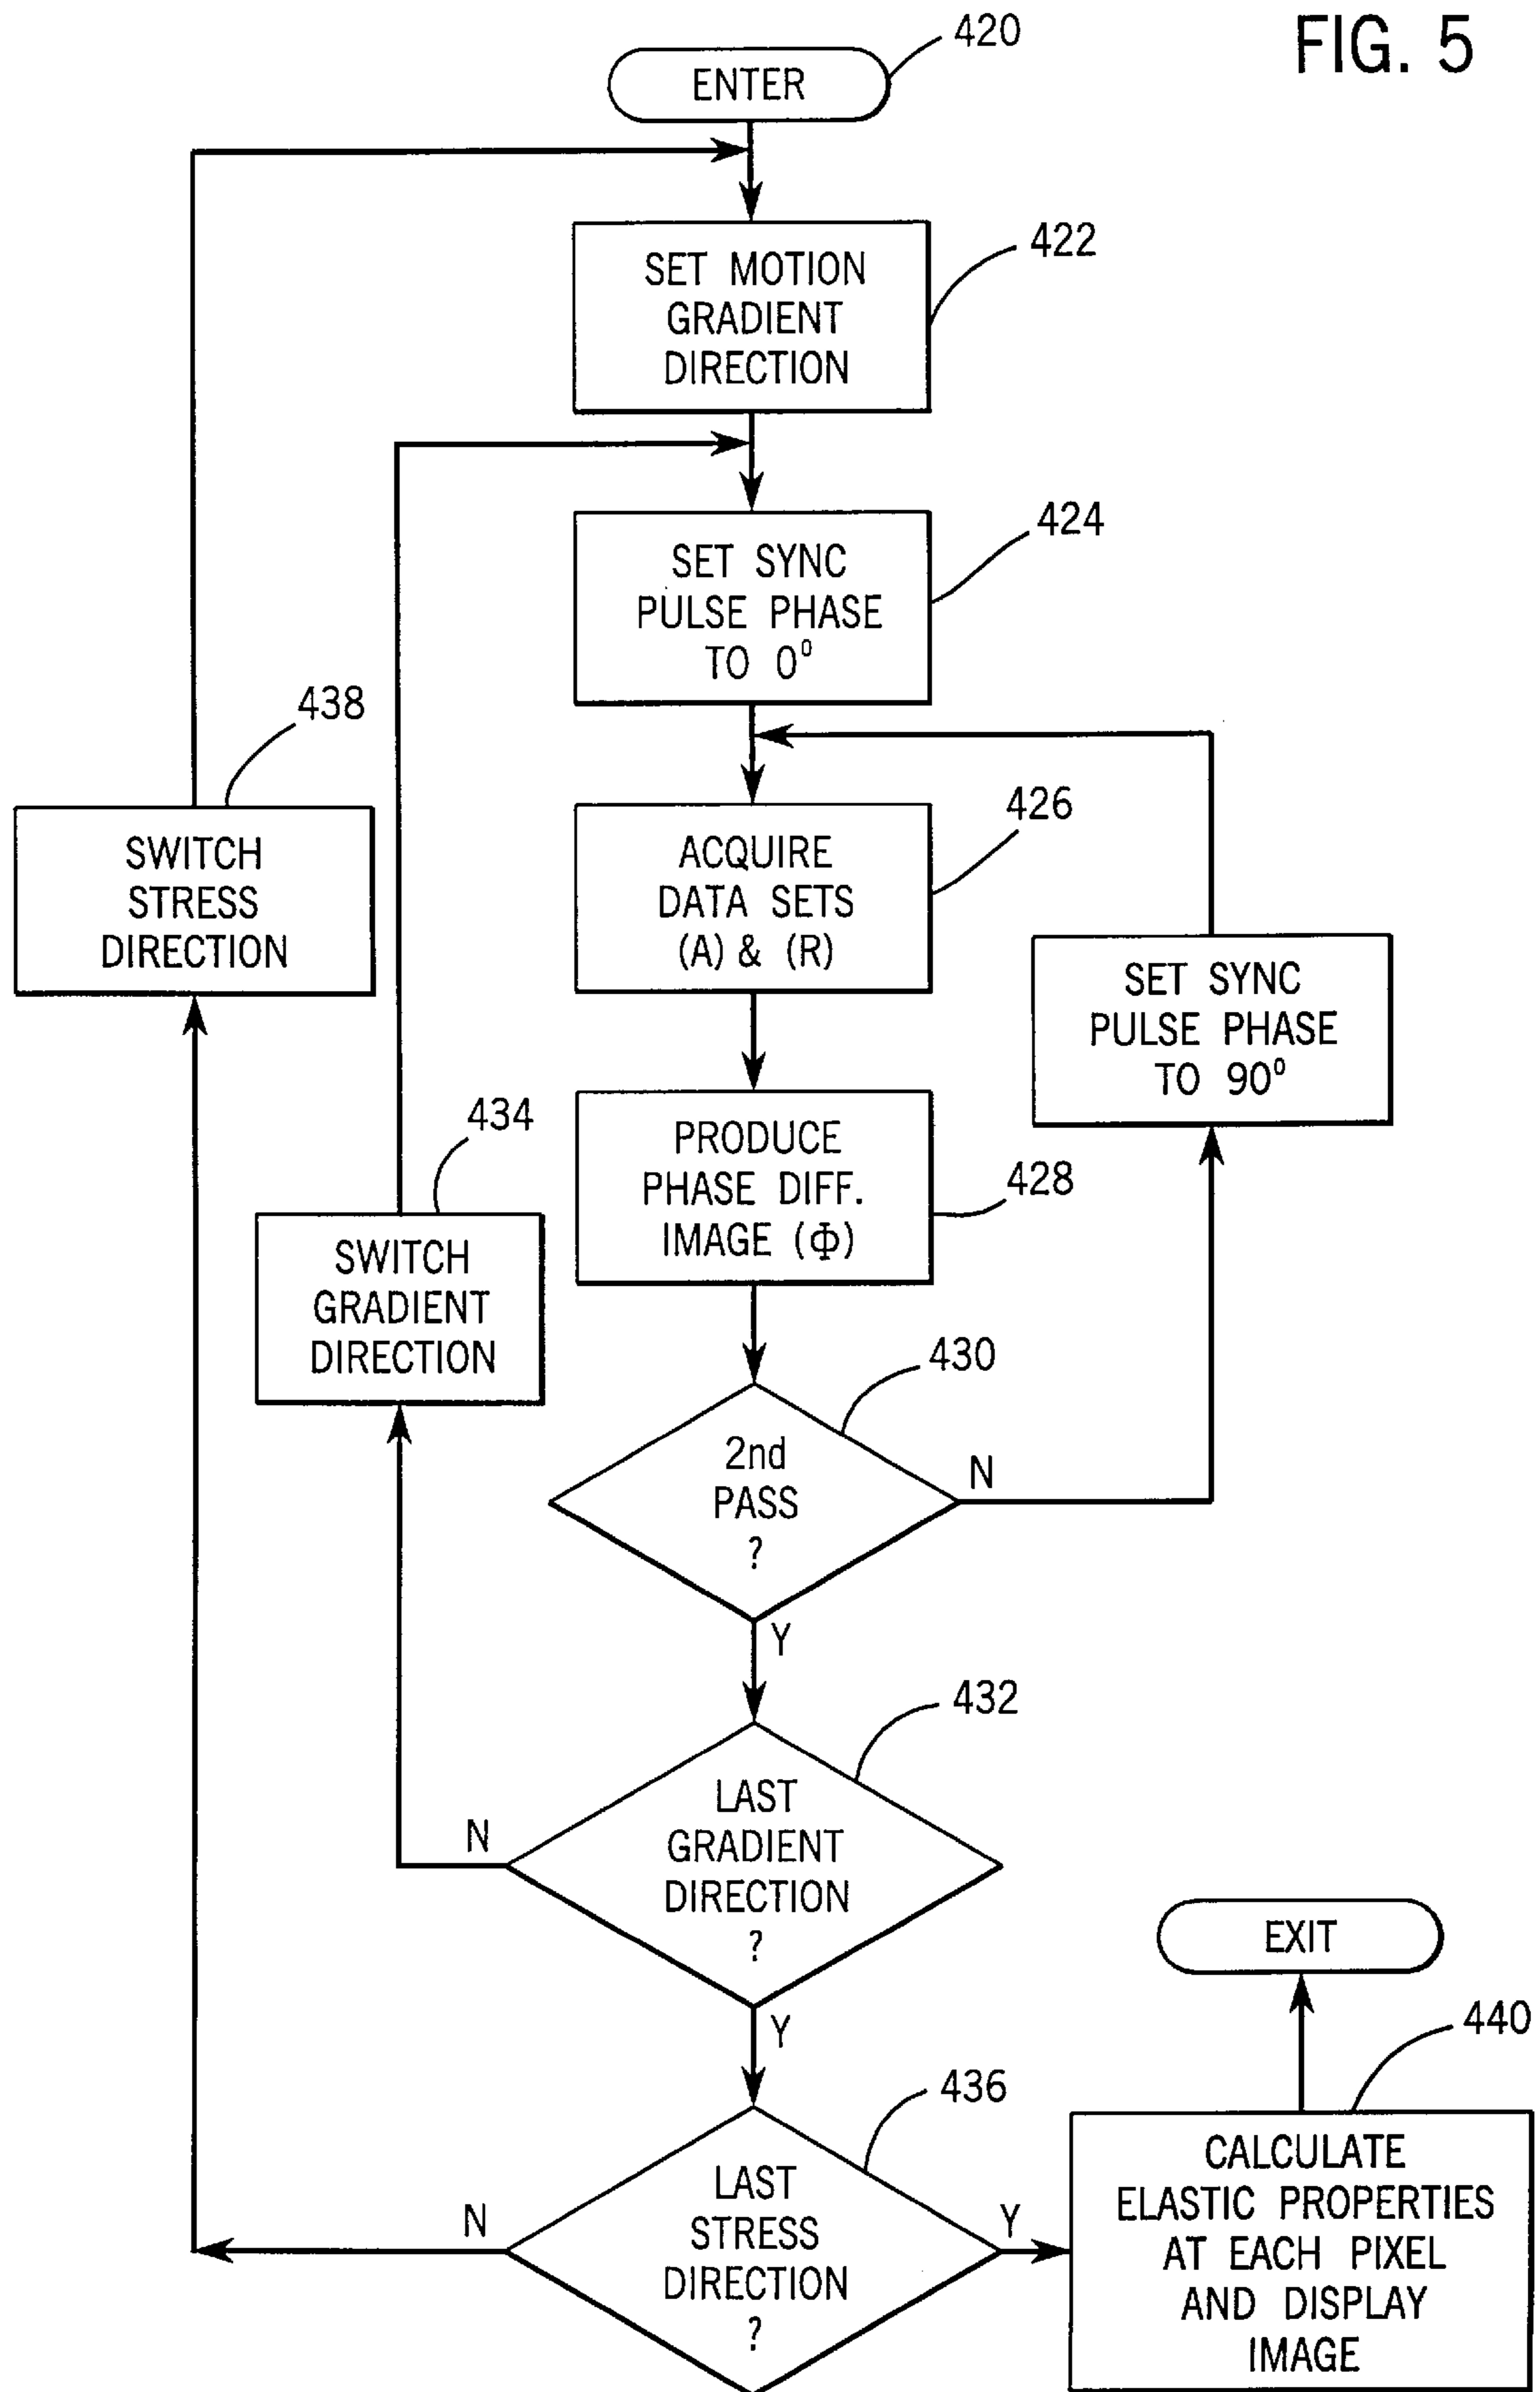 FIG. 5
420
ENTER
422
SET MOTION
GRADIENT
DIRECTION
424
SET SYNC
PULSE PHASE
TO 0⁰
438
SWITCH
STRESS
DIRECTION
426
ACQUIRE
DATA SETS
(A) & (R)
SET SYNC
PULSE PHASE
TO 90⁰
434
SWITCH
GRADIENT
DIRECTION
428
PRODUCE
PHASE DIFF.
IMAGE (Φ)
430
2nd
PASS
?
N
Y
432
LAST
GRADIENT
DIRECTION
?
N
Y
EXIT
436
LAST
STRESS
DIRECTION
?
N
Y
440
CALCULATE
ELASTIC PROPERTIES
AT EACH PIXEL
AND DISPLAY
IMAGE